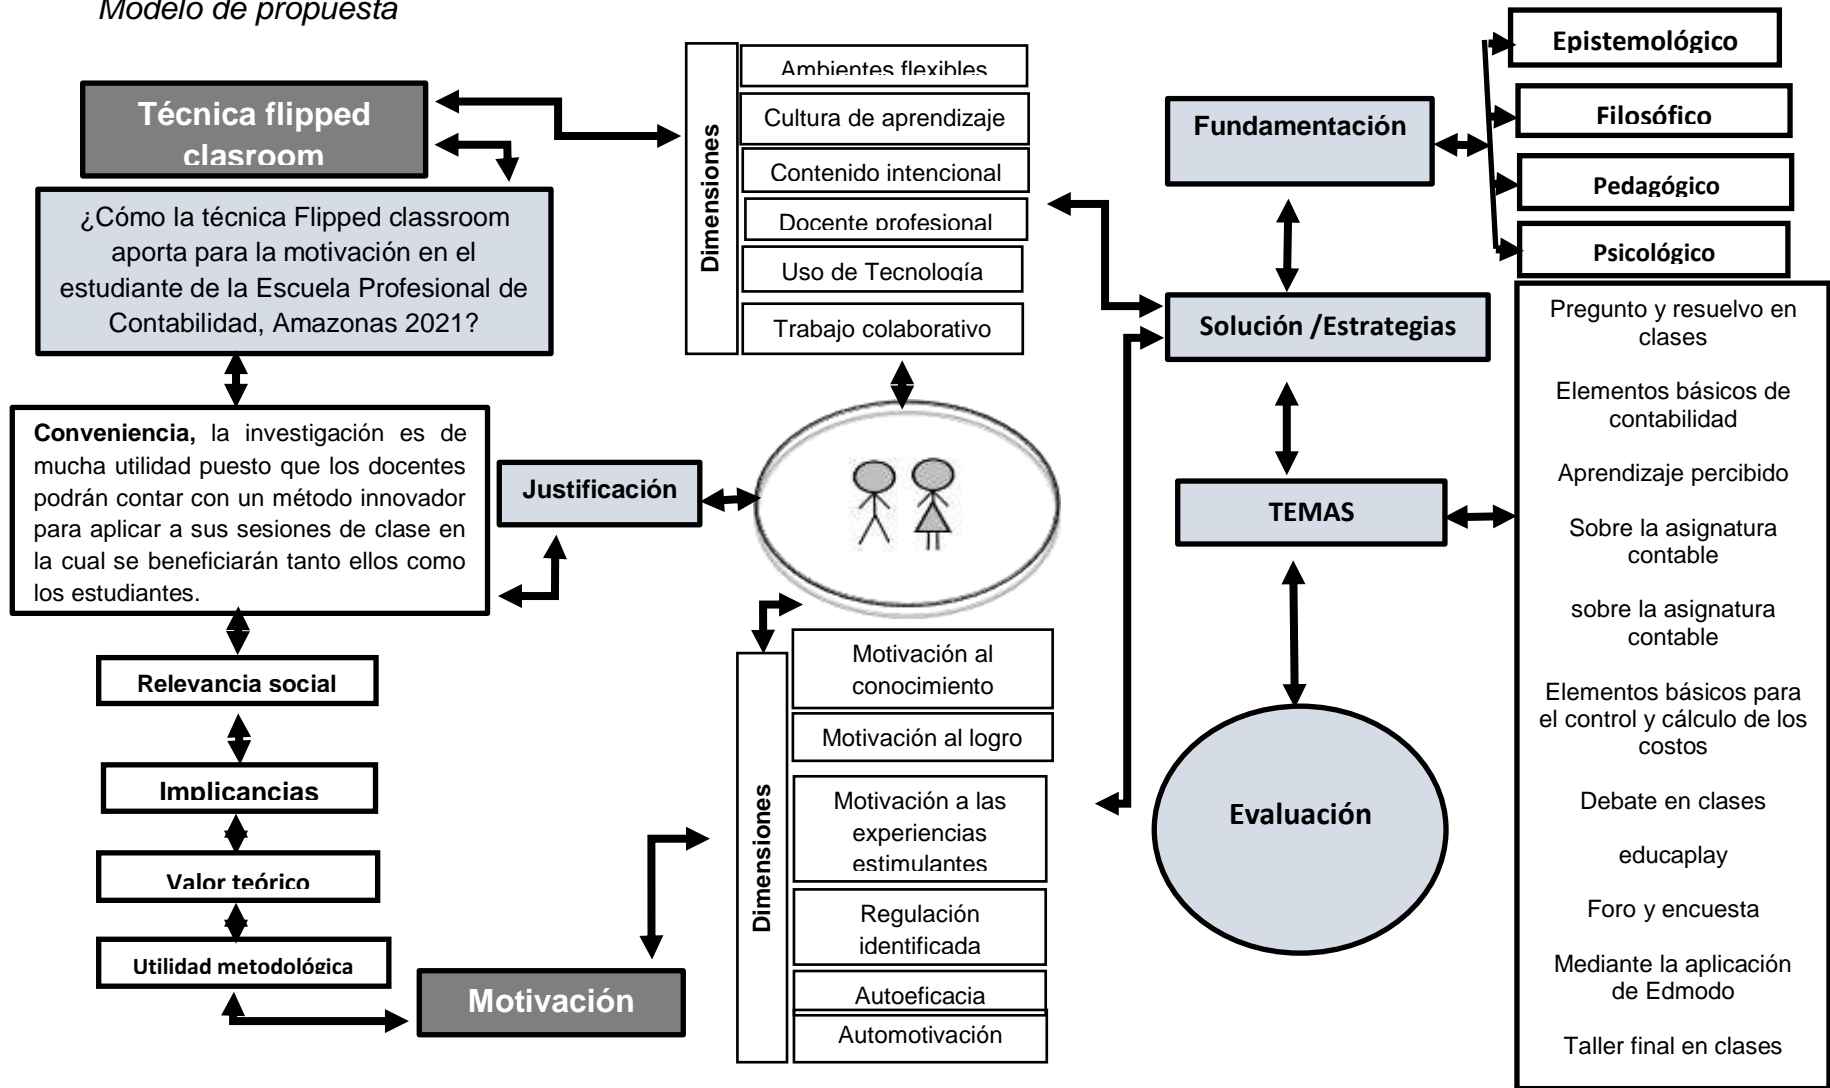 Modelo de propuesta
Técnica flipped
clasroom
¿Cómo la técnica Flipped classroom
aporta para la motivación en el
estudiante de la Escuela Profesional de
Contabilidad, Amazonas 2021?
Conveniencia, la investigación es de
mucha utilidad puesto que los docentes
podrán contar con un método innovador
para aplicar a sus sesiones de clase en
la cual se beneficiarán tanto ellos como
los estudiantes.
Justificación
Relevancia social
Implicancias
Valor teórico
Utilidad metodológica
Motivación
Dimensiones
Ambientes flexibles
Cultura de aprendizaje
Contenido intencional
Docente profesional
Uso de Tecnología
Trabajo colaborativo
Dimensiones
Motivación al
conocimiento
Motivación al logro
Motivación a las
experiencias
estimulantes
Regulación
identificada
Autoeficacia
Automotivación
Fundamentación
Solución /Estrategias
TEMAS
Evaluación
Epistemológico
Filosófico
Pedagógico
Psicológico
Pregunto y resuelvo en
clases
Elementos básicos de
contabilidad
Aprendizaje percibido
Sobre la asignatura
contable
sobre la asignatura
contable
Elementos básicos para
el control y cálculo de los
costos
Debate en clases
educaplay
Foro y encuesta
Mediante la aplicación
de Edmodo
Taller final en clases